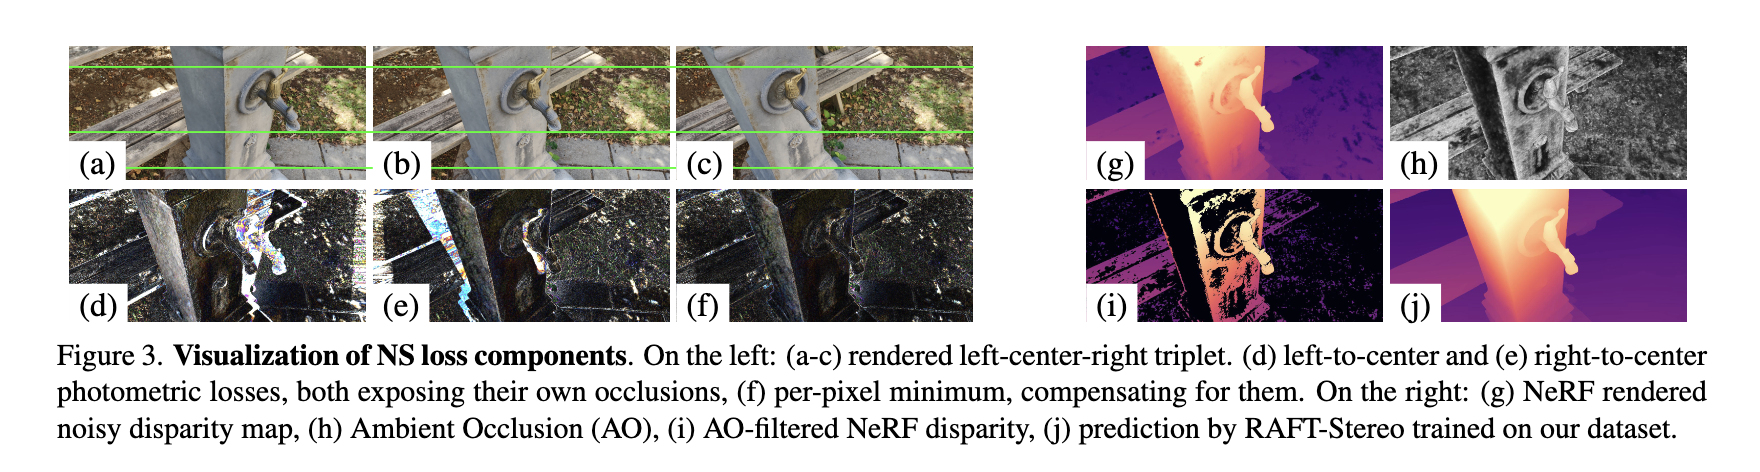 (a) (b) (c) (g) (h)
(d) (e) (f) (i) (j)
Figure 3. Visualization of NS loss components. On the left: (a-c) rendered left-center-right triplet. (d) left-to-center and (e) right-to-center
photometric losses, both exposing their own occlusions, (f) per-pixel minimum, compensating for them. On the right: (g) NeRF rendered
noisy disparity map, (h) Ambient Occlusion (AO), (i) AO-filtered NeRF disparity, (j) prediction by RAFT-Stereo trained on our dataset.